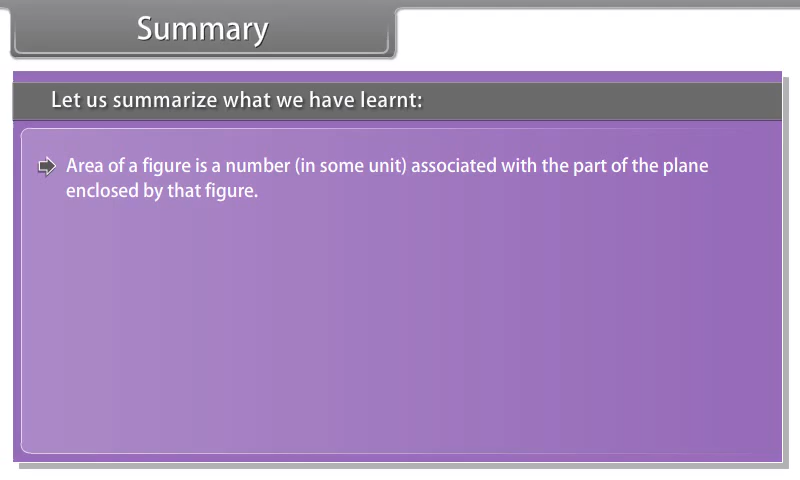 Summary
Let us summarize what we have learnt:
Area of a figure is a number (in some unit) associated with the part of the plane
enclosed by that figure.